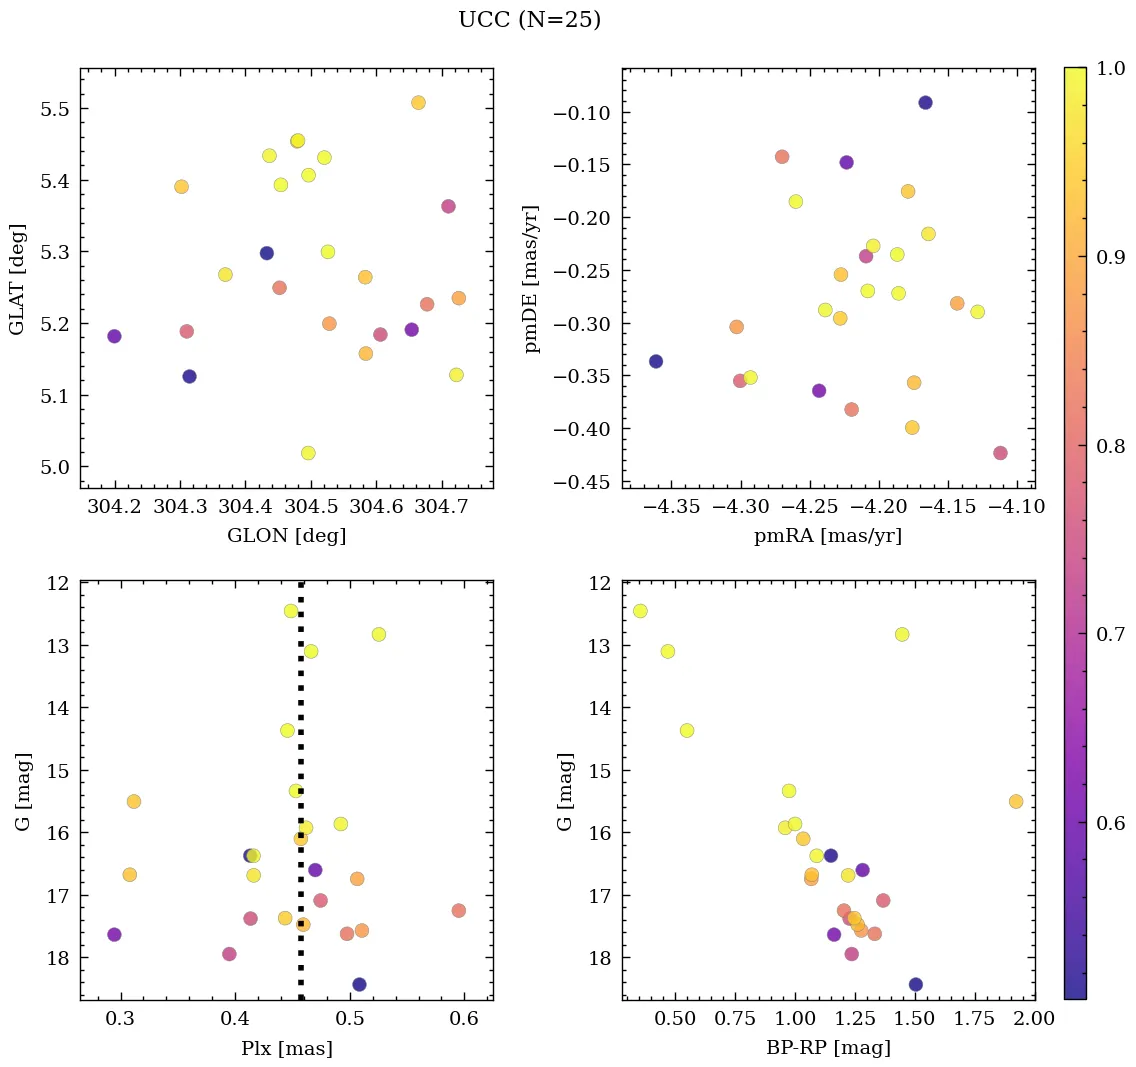 UCC (N=25)
5.5
5.4
5.3
5.2
5.1
5.0
GLAT [deg]
304.2 304.3 304.4 304.5 304.6 304.7
GLON [deg]
−0.10
−0.15
−0.20
−0.25
−0.30
−0.35
−0.40
−0.45
pmDE [mas/yr]
−4.35 −4.30 −4.25 −4.20 −4.15 −4.10
pmRA [mas/yr]
12
13
14
15
16
17
18
G [mag]
0.3 0.4 0.5 0.6
Plx [mas]
12
13
14
15
16
17
18
G [mag]
0.50 0.75 1.00 1.25 1.50 1.75 2.00
BP-RP [mag]
1.0
0.9
0.8
0.7
0.6